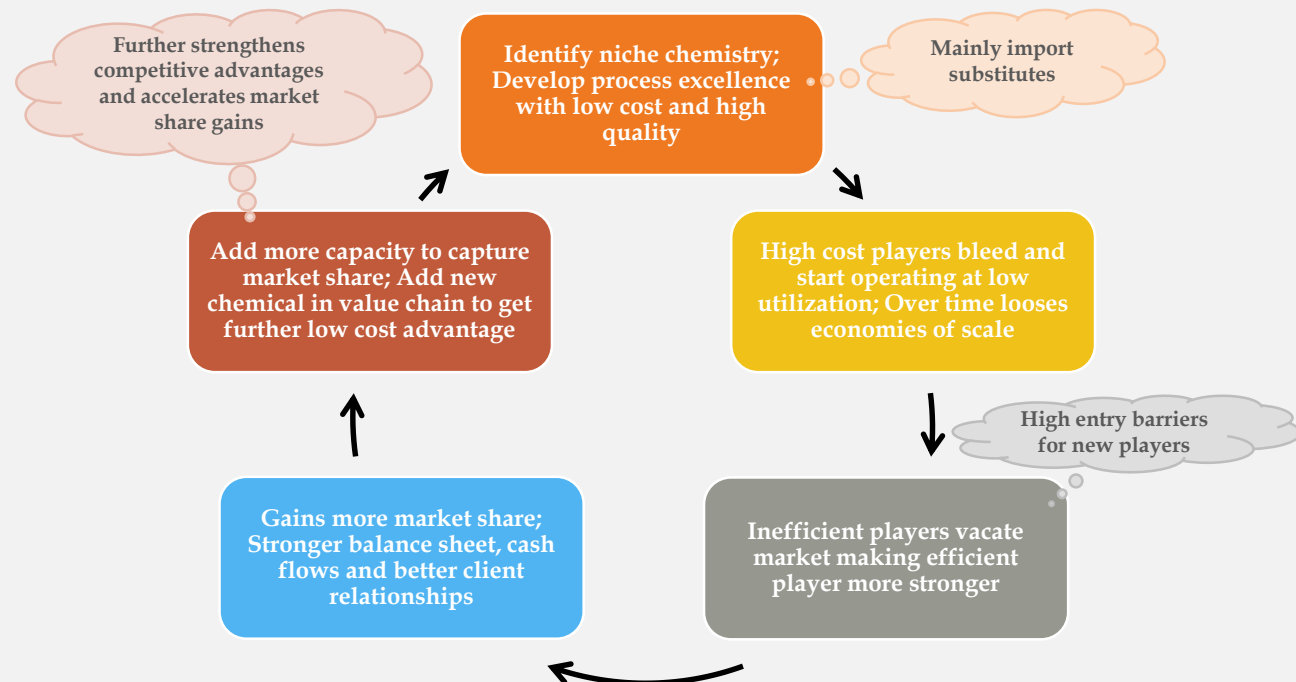 Further strengthens
competitive advantages
and accelerates market
share gains
Identify niche chemistry;
Develop process excellence
with low cost and high
quality
Mainly import
substitutes
Add more capacity to capture
market share; Add new
chemical in value chain to get
further low cost advantage
High cost players bleed and
start operating at low
utilization; Over time looses
economies of scale
High entry barriers
for new players
Gains more market share;
Stronger balance sheet, cash
flows and better client
relationships
Inefficient players vacate
market making efficient
player more stronger